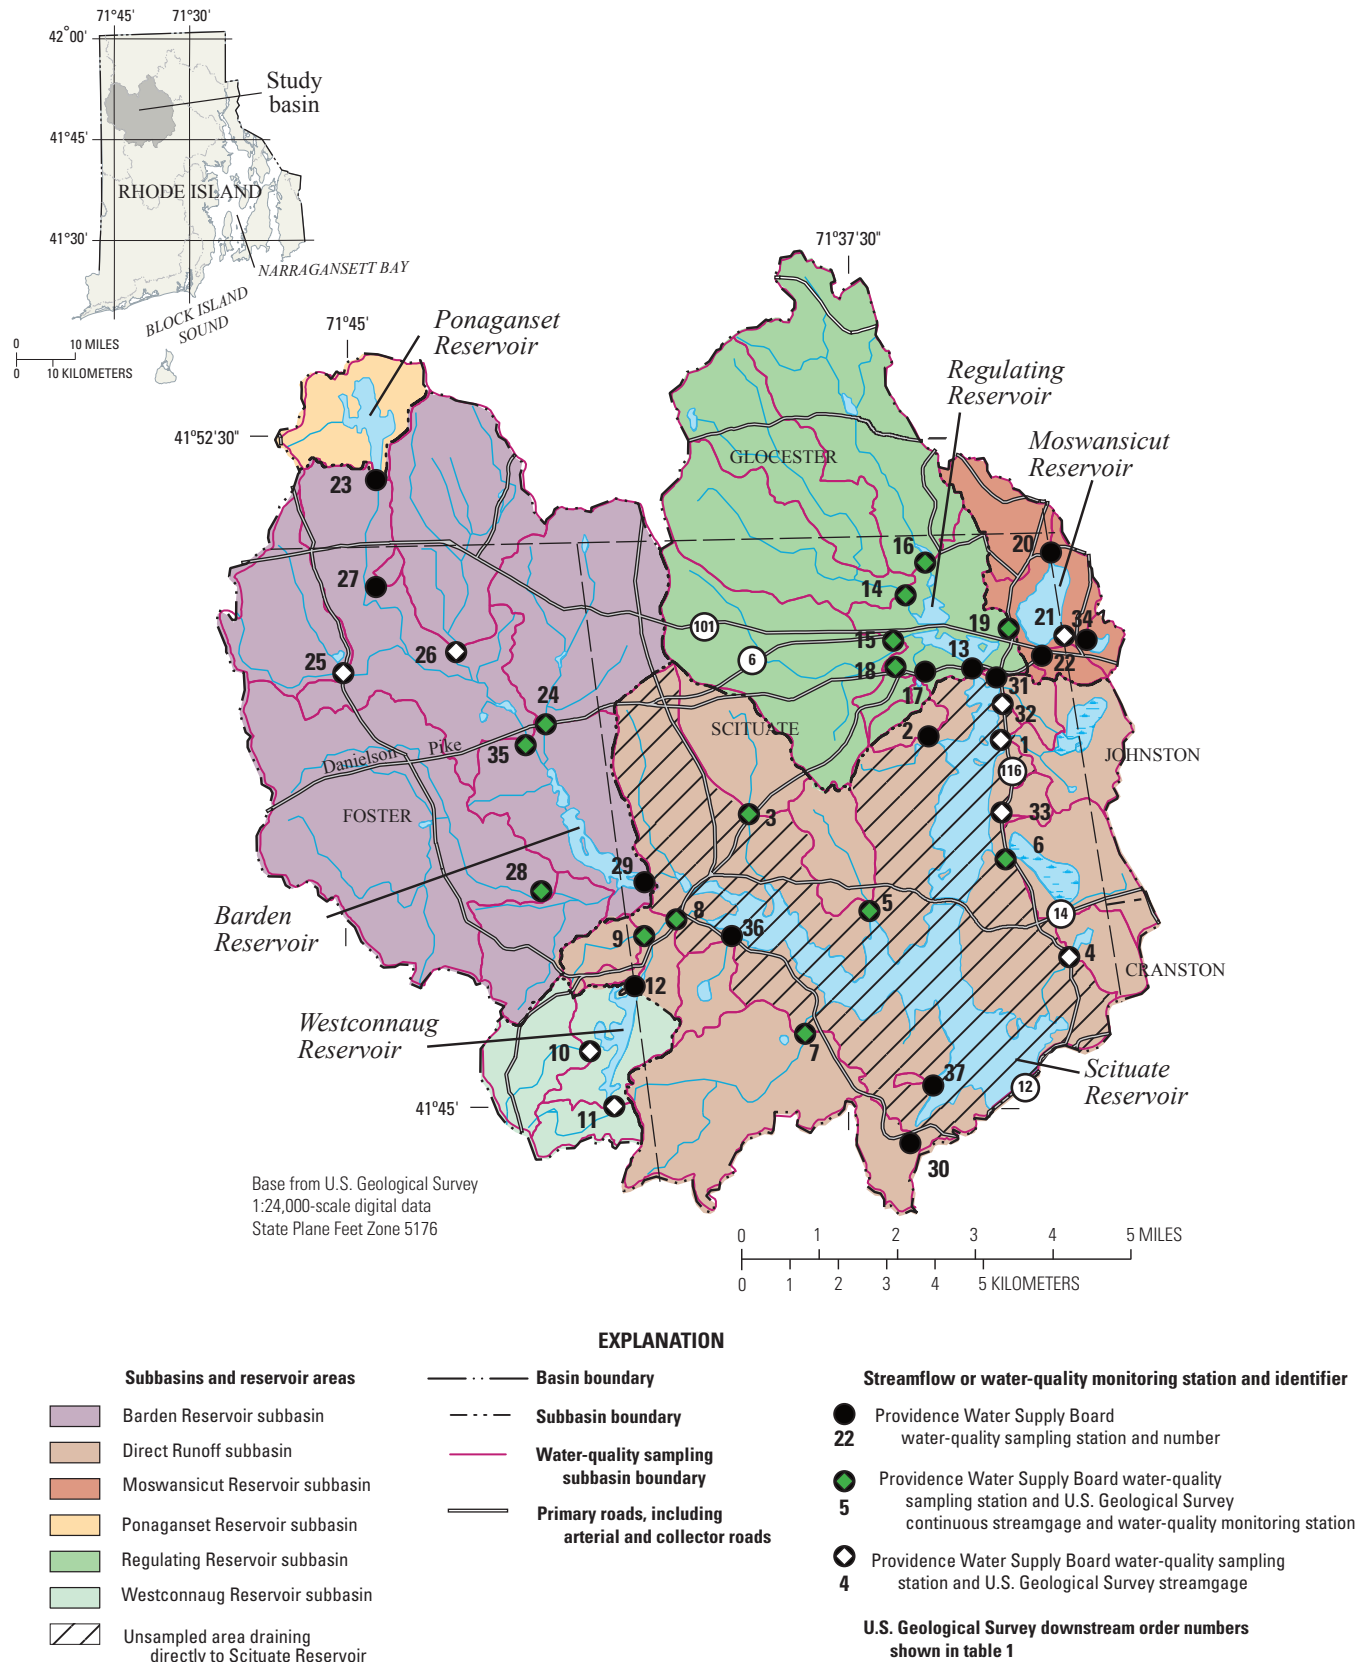 71°45'
71°30'
42°00'
Study
basin
41°45'
RHODE ISLAND
41°30'
NARRAGANSETT BAY
BLOCK ISLAND
SOUND
0 10 MILES
0 10 KILOMETERS
71°37'30"
71°45'
Ponaganset
Reservoir
Regulating
Reservoir
41°52'30"
Moswansicut
Reservoir
GLOCESTER
23
20
16
27
14
21
34
19
101
15
26
6
13
22
25
18
17
31
24
32
SCITUATE
2
1
35
Danielson Pike
JOHNSTON
116
FOSTER
3
33
6
29
28
5
8
14
Barden
Reservoir
9
36
4
CRANSTON
12
Westconnaug
Reservoir
10
7
37
Scituate
Reservoir
12
41°45'
11
30
Base from U.S. Geological Survey
1:24,000-scale digital data
State Plane Feet Zone 5176
0 1 2 3 4 5 MILES
0 1 2 3 4 5 KILOMETERS
EXPLANATION
Subbasins and reservoir areas
Barden Reservoir subbasin
Direct Runoff subbasin
Moswansicut Reservoir subbasin
Ponaganset Reservoir subbasin
Regulating Reservoir subbasin
Westconnaug Reservoir subbasin
Unsampled area draining
directly to Scituate Reservoir
Basin boundary
Subbasin boundary
Water-quality sampling
subbasin boundary
Primary roads, including
arterial and collector roads
Streamflow or water-quality monitoring station and identifier
Providence Water Supply Board
22 water-quality sampling station and number
Providence Water Supply Board water-quality
5 sampling station and U.S. Geological Survey
continuous streamgage and water-quality monitoring station
Providence Water Supply Board water-quality sampling
4 station and U.S. Geological Survey streamgage
U.S. Geological Survey downstream order numbers
shown in table 1